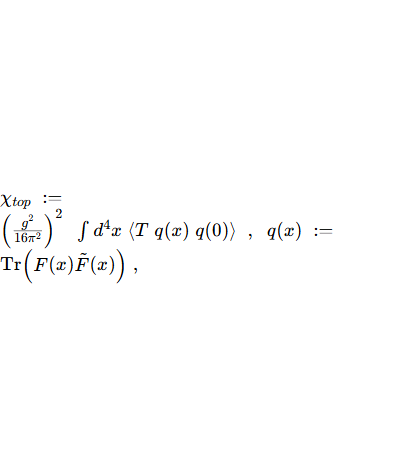 χ_{top} :=
(g²/16π²)² ∫ d⁴x ⟨T q(x) q(0)⟩ , q(x) :=
Tr(F(x)F̃(x)) ,